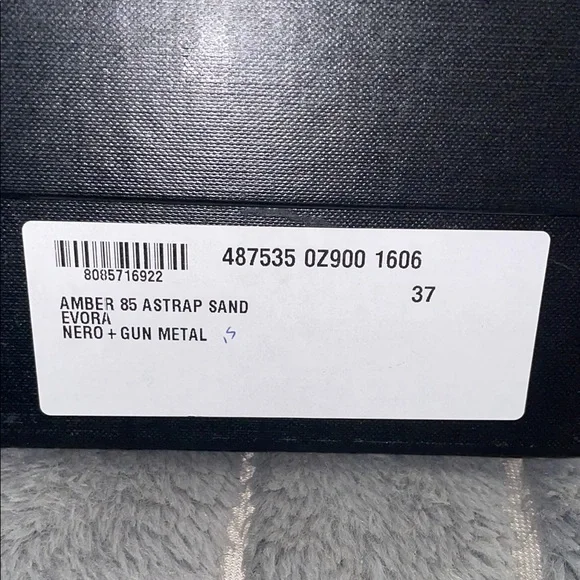 8085716922
487535 0Z900 1606
37
AMBER 85 ASTRAP SAND
EVORA
NERO + GUN METAL